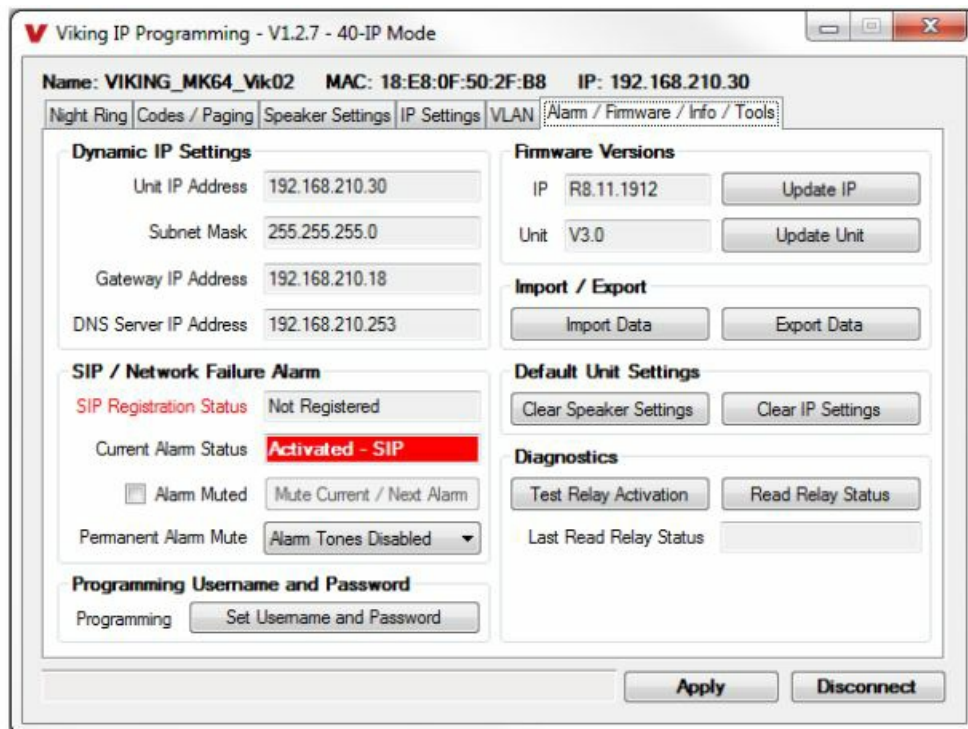 Viking IP Programming - V1.2.7 - 40-IP Mode
Name: VIKING_MK64_Vik02 MAC: 18:E8:0F:50:2F:B8 IP: 192.168.210.30
Night Ring Codes / Paging Speaker Settings IP Settings VLAN Alarm / Firmware / Info / Tools
Dynamic IP Settings
Unit IP Address 192.168.210.30
Subnet Mask 255.255.255.0
Gateway IP Address 192.168.210.18
DNS Server IP Address 192.168.210.253
SIP / Network Failure Alarm
SIP Registration Status Not Registered
Current Alarm Status Activated - SIP
Alarm Muted Mute Current / Next Alarm
Permanent Alarm Mute Alarm Tones Disabled
Programming Username and Password
Programming Set Username and Password
Firmware Versions
IP R8.11.1912 Update IP
Unit V3.0 Update Unit
Import / Export
Import Data Export Data
Default Unit Settings
Clear Speaker Settings Clear IP Settings
Diagnostics
Test Relay Activation Read Relay Status
Last Read Relay Status
Apply Disconnect